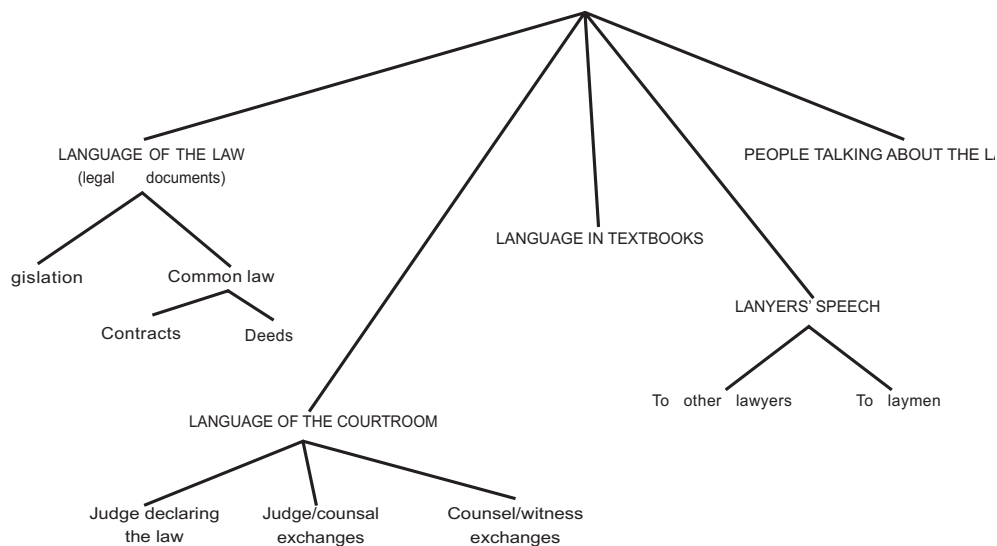 LANGUAGE OF THE LAW
(legal documents)
PEOPLE TALKING ABOUT THE LA
LANGUAGE IN TEXTBOOKS
gislation
Common law
LANYERS' SPEECH
Contracts
Deeds
To other lawyers
To laymen
LANGUAGE OF THE COURTROOM
Judge declaring
the law
Judge/counsal
exchanges
Counsel/witness
exchanges